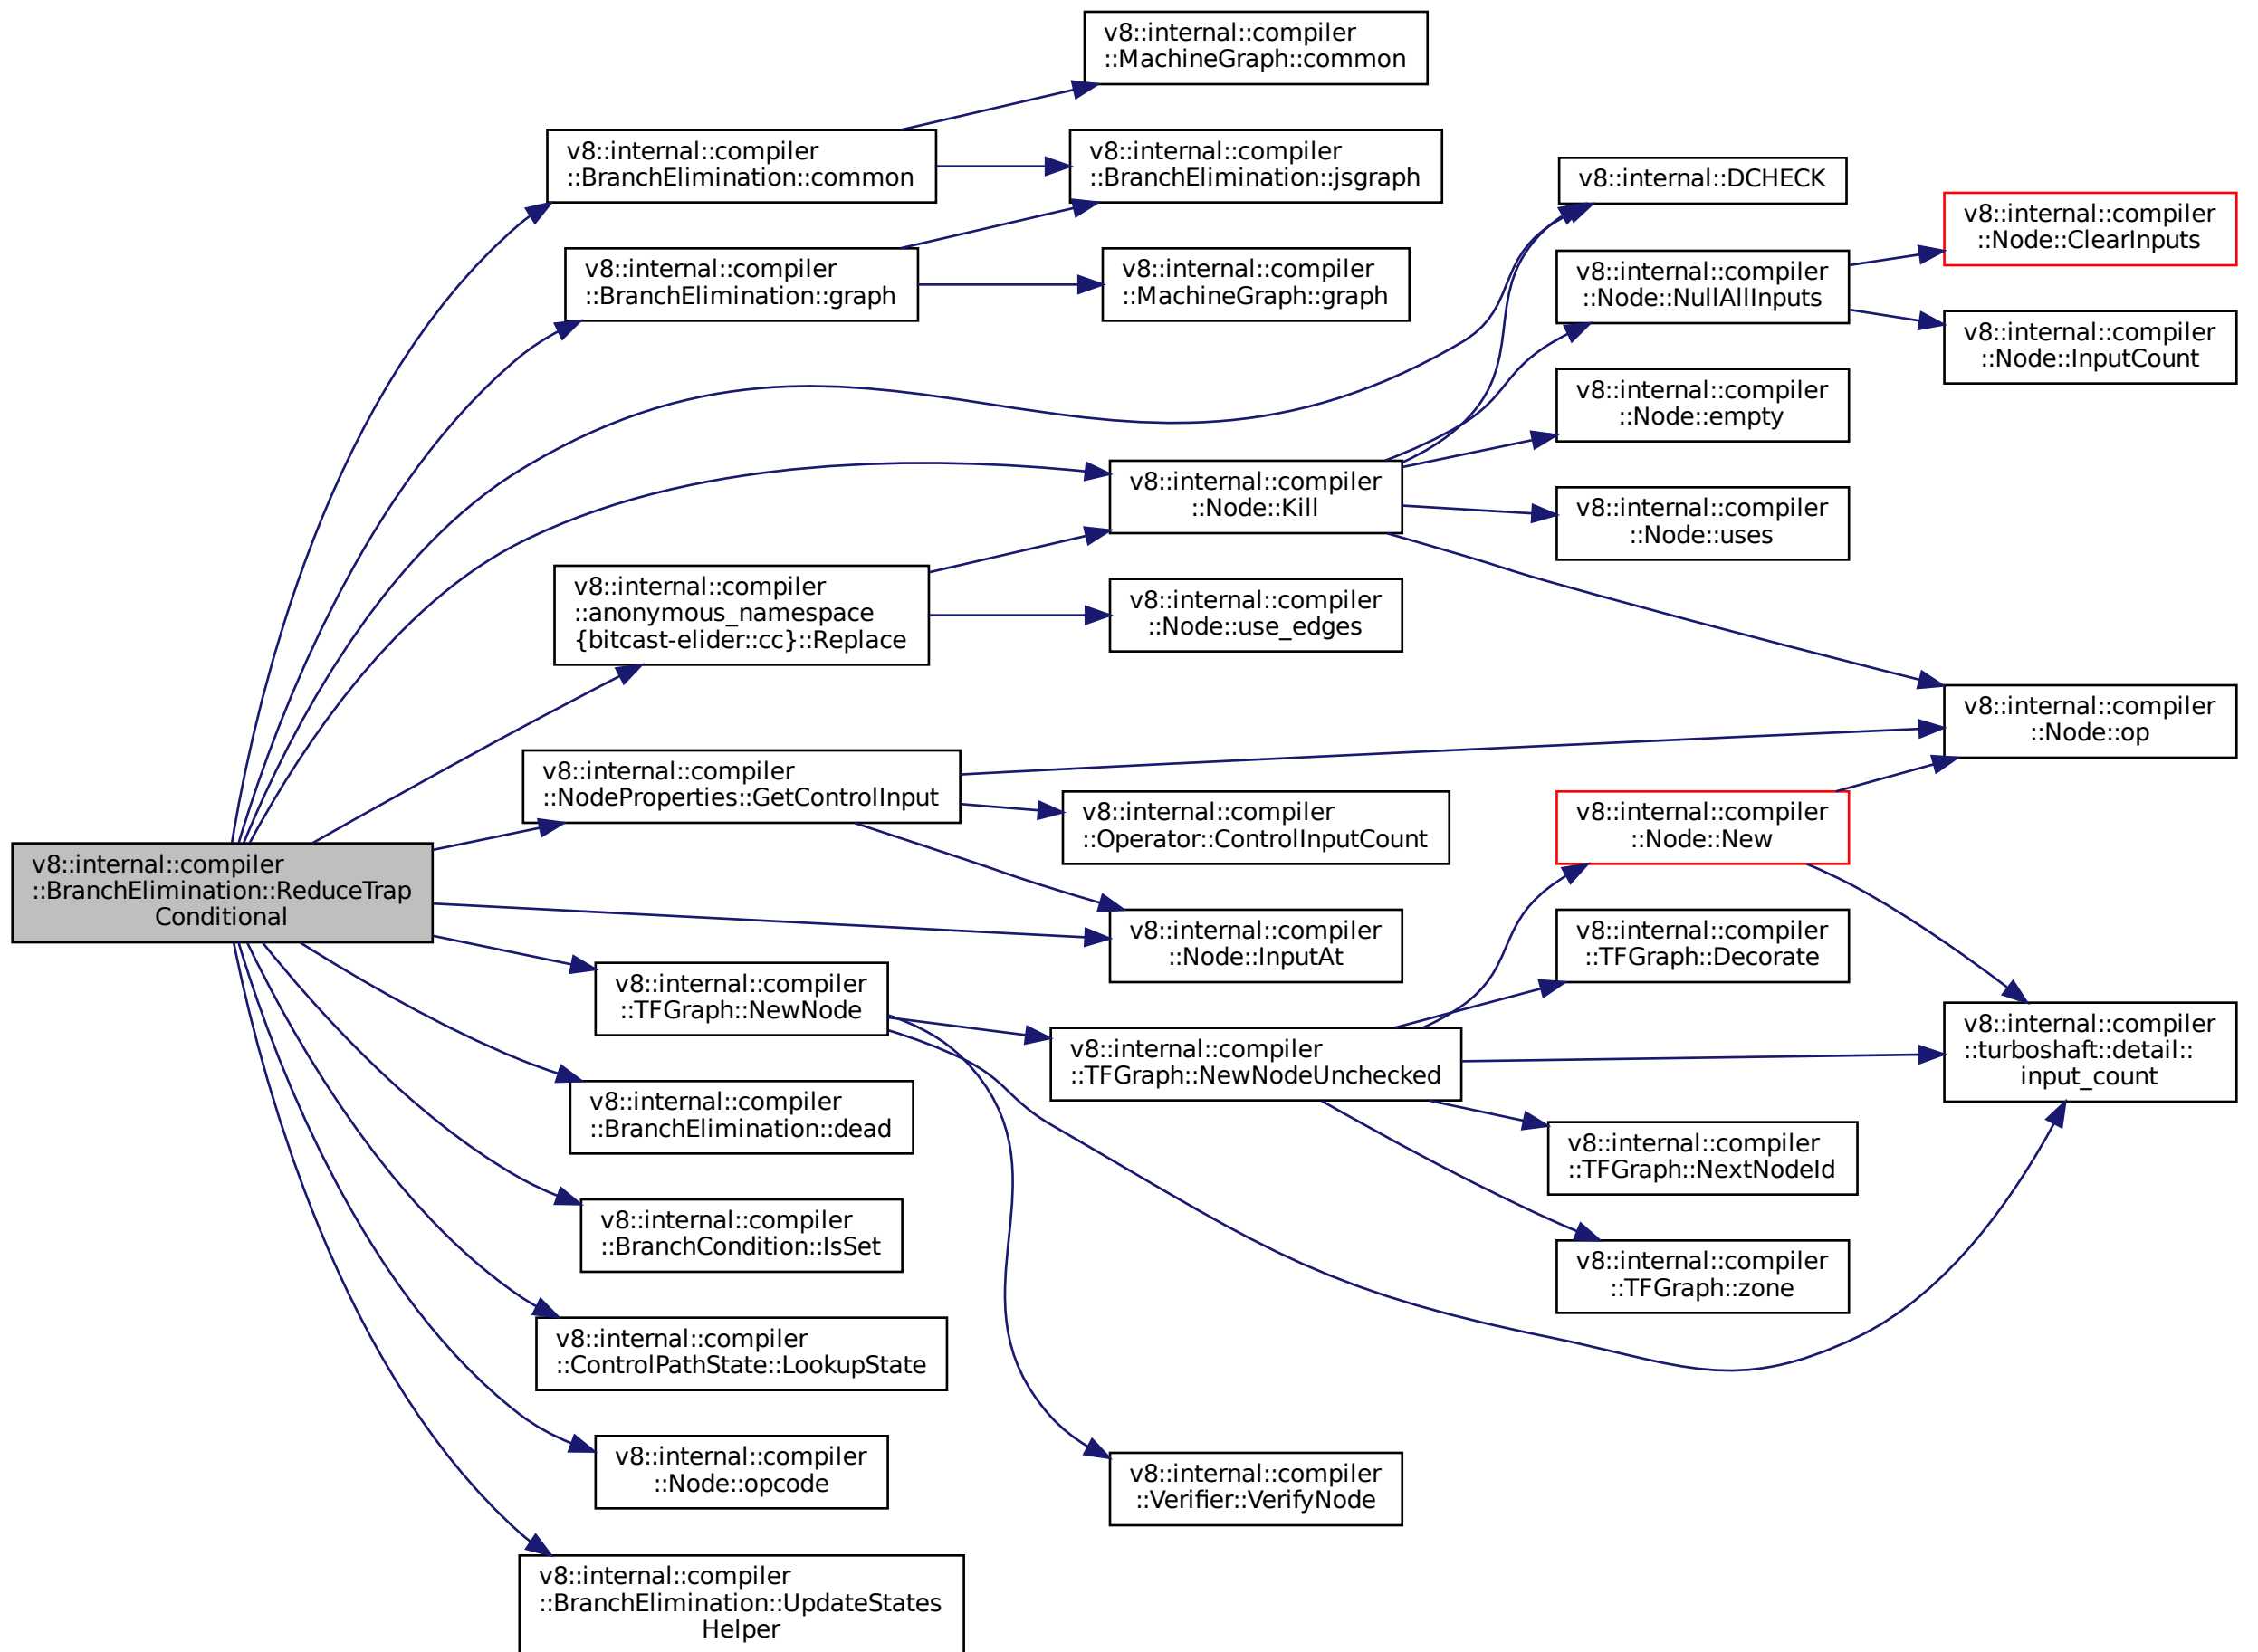 v8::internal::compiler
::MachineGraph::common
v8::internal::compiler
::BranchElimination::common
v8::internal::compiler
::BranchElimination::jsgraph
v8::internal::DCHECK
v8::internal::compiler
::Node::ClearInputs
v8::internal::compiler
::BranchElimination::graph
v8::internal::compiler
::MachineGraph::graph
v8::internal::compiler
::Node::NullAllInputs
v8::internal::compiler
::Node::InputCount
v8::internal::compiler
::Node::empty
v8::internal::compiler
::Node::Kill
v8::internal::compiler
::Node::uses
v8::internal::compiler
::anonymous_namespace
{bitcast-elider::cc}::Replace
v8::internal::compiler
::Node::use_edges
v8::internal::compiler
::Node::op
v8::internal::compiler
::NodeProperties::GetControlInput
v8::internal::compiler
::Operator::ControlInputCount
v8::internal::compiler
::Node::New
v8::internal::compiler
::BranchElimination::ReduceTrap
Conditional
v8::internal::compiler
::Node::InputAt
v8::internal::compiler
::TFGraph::Decorate
v8::internal::compiler
::TFGraph::NewNode
v8::internal::compiler
::TFGraph::NewNodeUnchecked
v8::internal::compiler
::turboshaft::detail::
input_count
v8::internal::compiler
::BranchElimination::dead
v8::internal::compiler
::TFGraph::NextNodeId
v8::internal::compiler
::BranchCondition::IsSet
v8::internal::compiler
::TFGraph::zone
v8::internal::compiler
::ControlPathState::LookupState
v8::internal::compiler
::Node::opcode
v8::internal::compiler
::Verifier::VerifyNode
v8::internal::compiler
::BranchElimination::UpdateStates
Helper